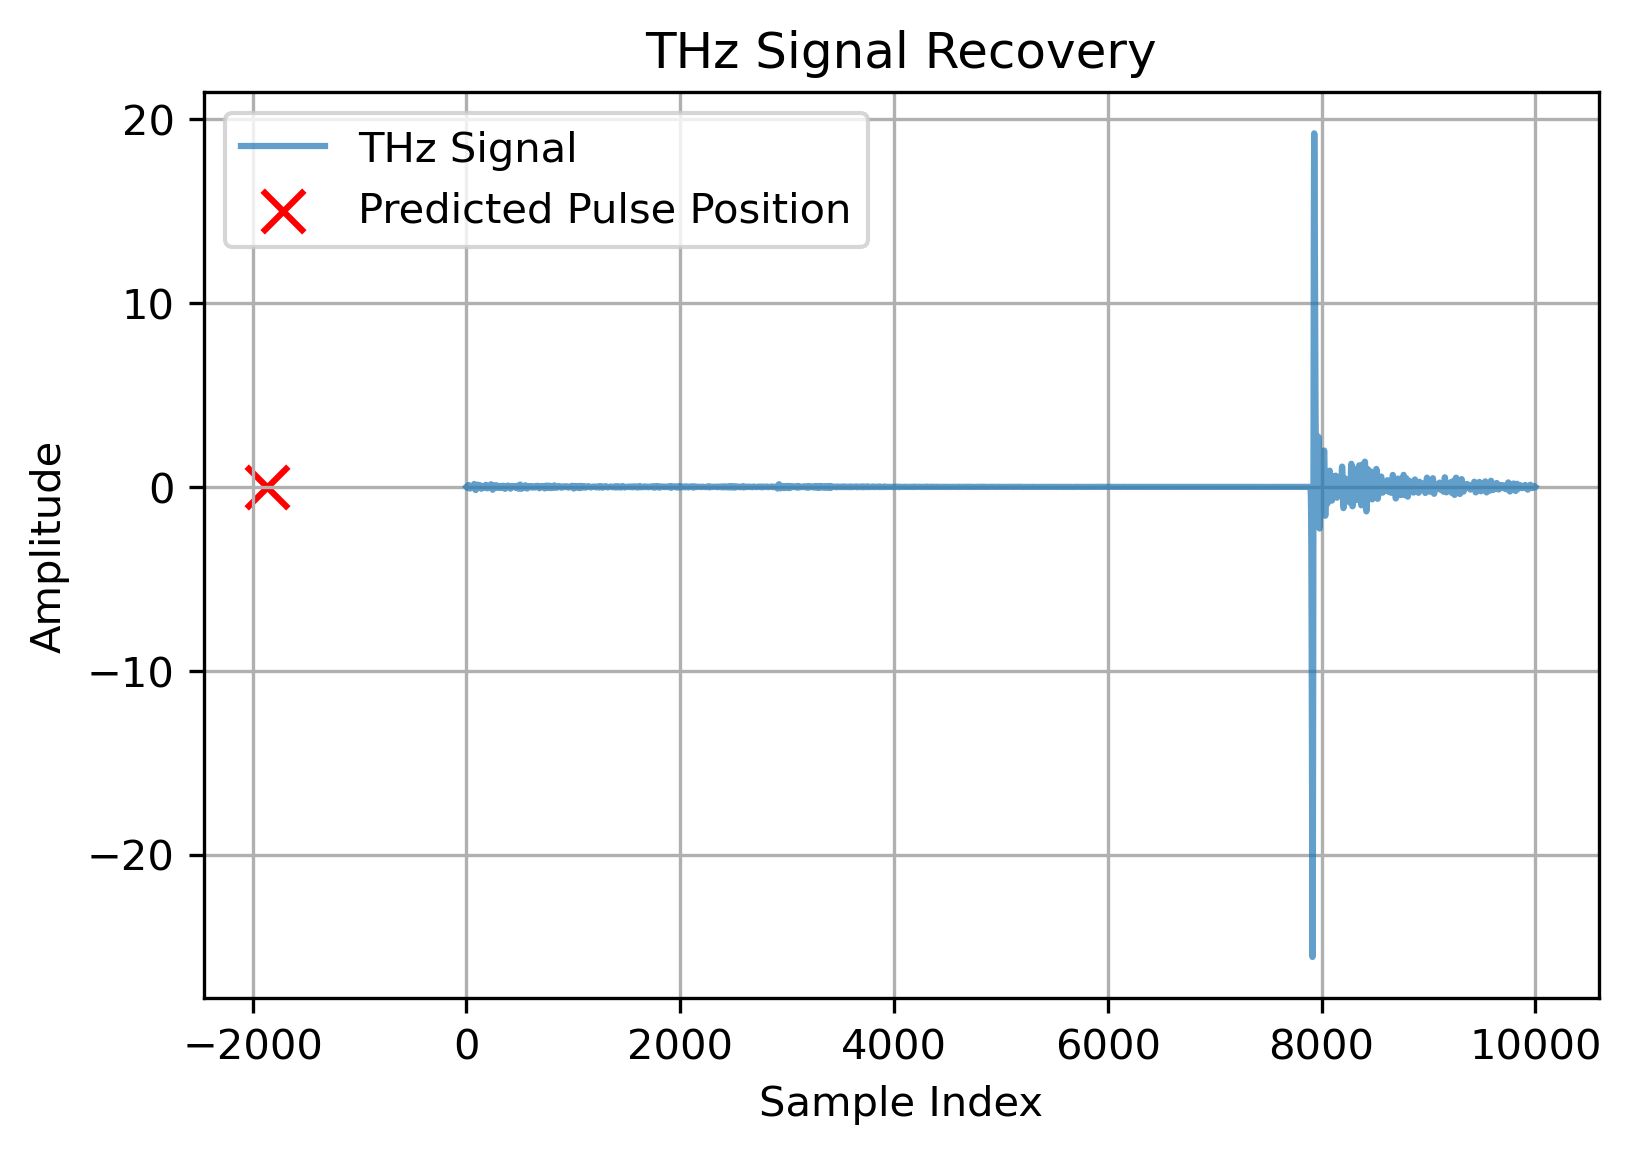 THz Signal Recovery
THz Signal
Predicted Pulse Position
20
10
0
−10
−20
Amplitude
−2000 0 2000 4000 6000 8000 10000
Sample Index